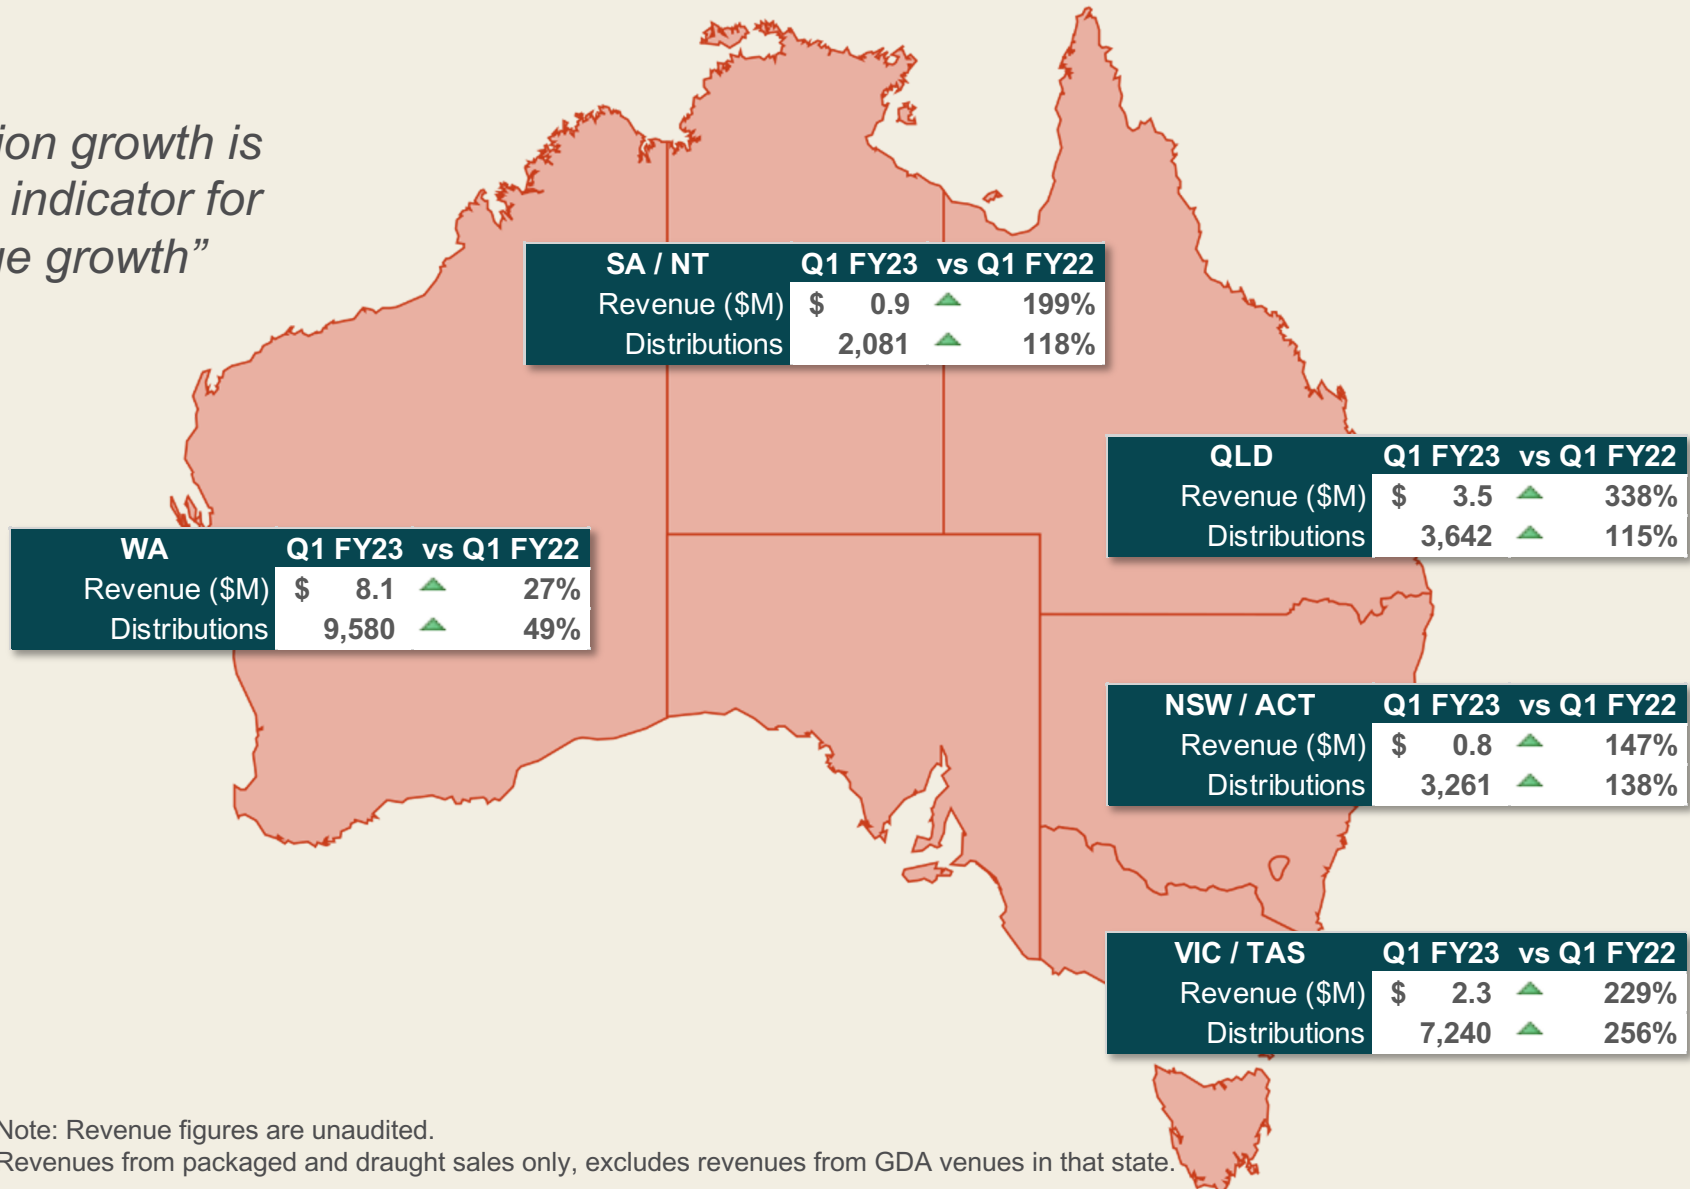 growth is
indicator for
growth”
SA / NT Q1 FY23 vs Q1 FY22
Revenue ($M) $ 0.9 199%
Distributions 2,081 118%
QLD Q1 FY23 vs Q1 FY22
Revenue ($M) $ 3.5 338%
Distributions 3,642 115%
WA Q1 FY23 vs Q1 FY22
Revenue ($M) $ 8.1 27%
Distributions 9,580 49%
NSW / ACT Q1 FY23 vs Q1 FY22
Revenue ($M) $ 0.8 147%
Distributions 3,261 138%
VIC / TAS Q1 FY23 vs Q1 FY22
Revenue ($M) $ 2.3 229%
Distributions 7,240 256%
Note: Revenue figures are unaudited.
Revenues from packaged and draught sales only, excludes revenues from GDA venues in that state.